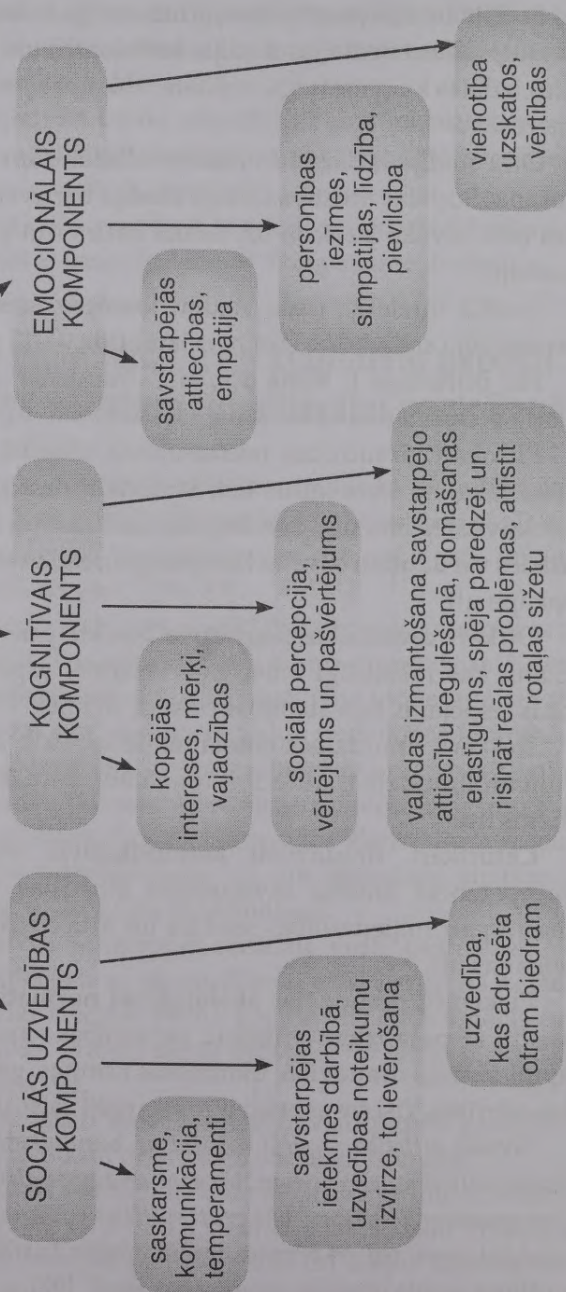 SOCIĀLĀS UZVEDĪBAS
KOMPONENTS
saskarsme,
komunikācija,
temperamenti
savstarpējas
ietekmes darbībā,
uzvedības noteikumu
izvirze, to ievērošana
uzvedība,
kas adresēta
otram biedram
KOGNITĪVAIS
KOMPONENTS
kopējās
intereses, mērķi,
vajadzības
sociālā percepcija,
vērtējums un pašvērtējums
valodas izmantošana savstarpējo
attiecību regulēšanā, domāšanas
elastīgums, spēja paredzēt un
risināt reālas problēmas, attīstīt
rotaļas sižetu
EMOCIONĀLAIS
KOMPONENTS
savstarpējās
attiecības,
empātija
personības
iezīmes,
simpātijas, līdzība,
pievilcība
vienotība
uzskatos,
vērtībās